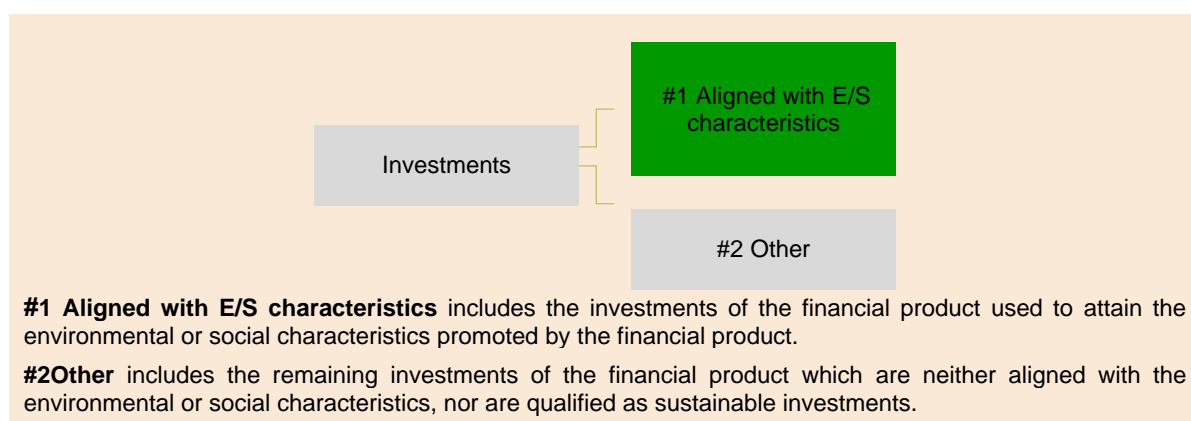 #1 Aligned with E/S
characteristics
Investments
#2 Other
#1 Aligned with E/S characteristics includes the investments of the financial product used to attain the
environmental or social characteristics promoted by the financial product.
#2Other includes the remaining investments of the financial product which are neither aligned with the
environmental or social characteristics, nor are qualified as sustainable investments.